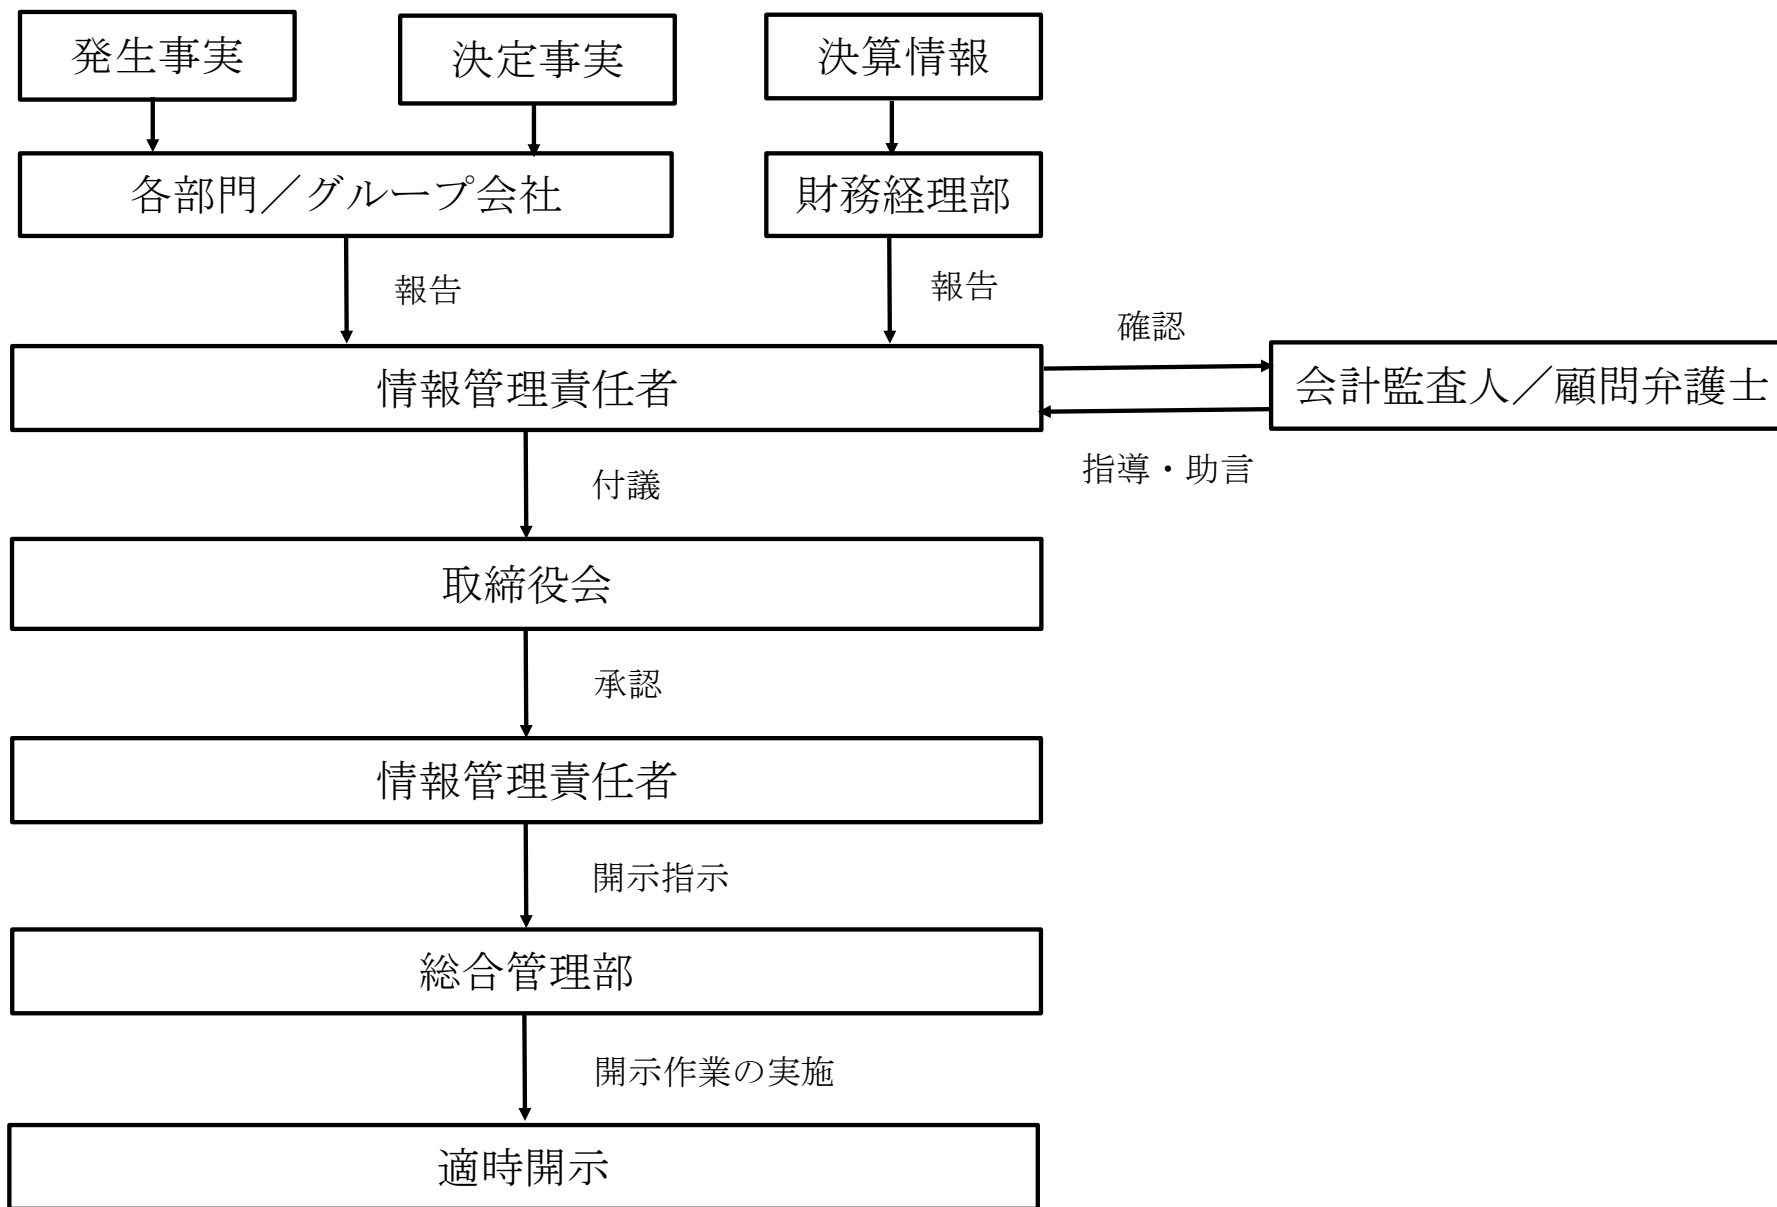 発生事実
決定事実
決算情報
各部門／グループ会社
財務経理部
報告
報告
確認
情報管理責任者
会計監査人／顧問弁護士
指導・助言
付議
取締役会
承認
情報管理責任者
開示指示
総合管理部
開示作業の実施
適時開示